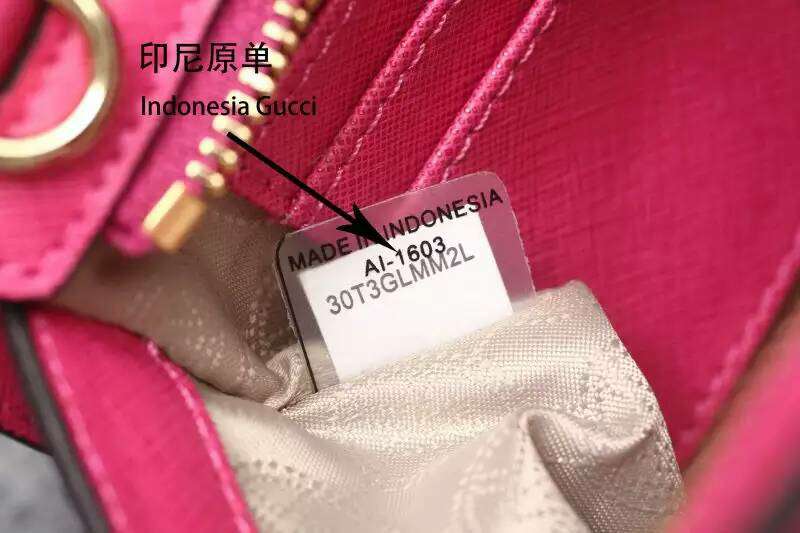 印尼原单
Indonesia Gucci
MADE IN INDONESIA
AI-1603
30T3GLMM2L